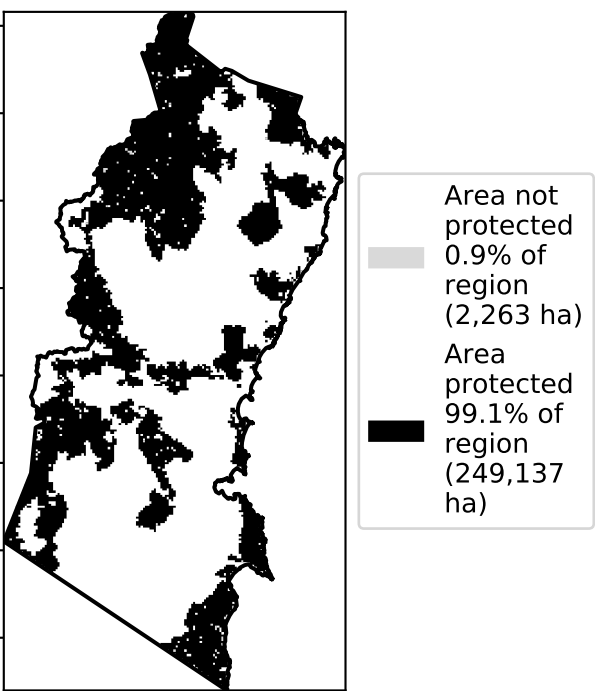 Area not
protected
0.9% of
region
(2,263 ha)
Area
protected
99.1% of
region
(249,137
ha)